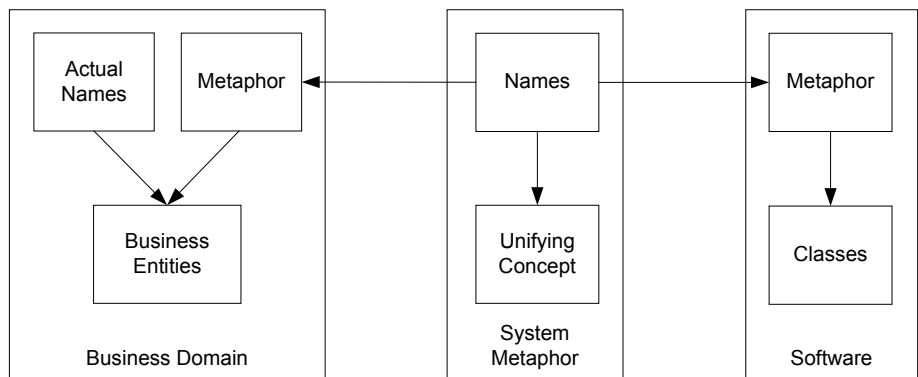 Actual
Names
Metaphor
Business
Entities
Business Domain
Names
Unifying
Concept
System
Metaphor
Metaphor
Classes
Software